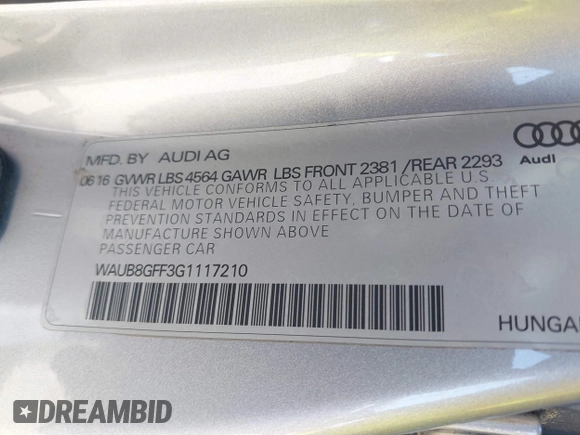 MFD. BY AUDI AG
0616 GVWR LBS 4564 GAWR LBS FRONT 2381 /REAR 2293
THIS VEHICLE CONFORMS TO ALL APPLICABLE U S
FEDERAL MOTOR VEHICLE SAFETY, BUMPER AND THEFT
PREVENTION STANDARDS IN EFFECT ON THE DATE OF
MANUFACTURE SHOWN ABOVE
PASSENGER CAR
WAUB8GFF3G1117210
Audi
HUNGA
DREAMBID